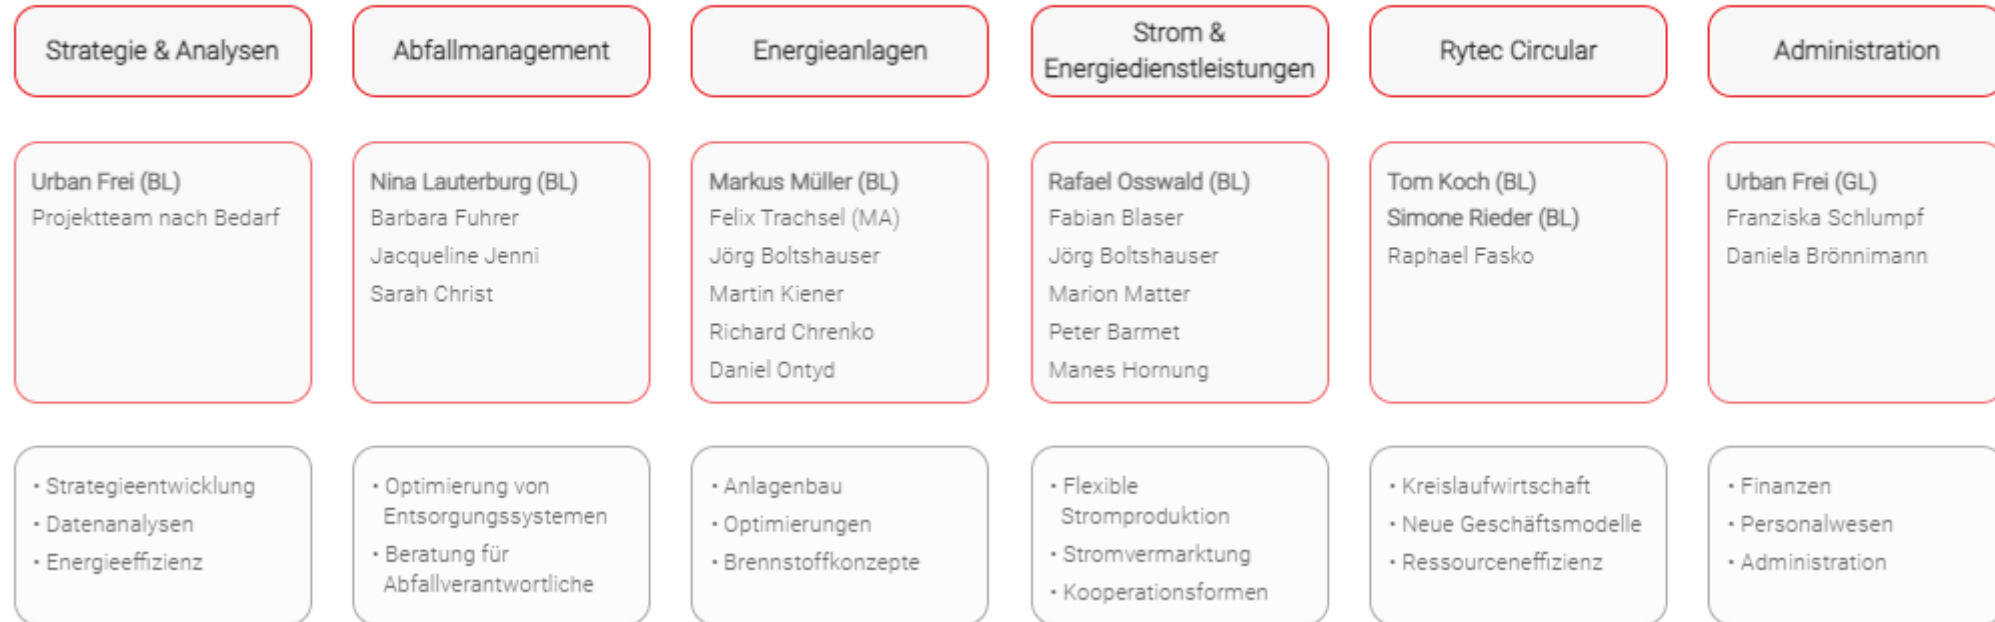 Strategie & Analysen
Abfallmanagement
Energieanlagen
Strom &
Energiedienstleistungen
Rytec Circular
Administration
Urban Frei (BL)
Projektteam nach Bedarf
Nina Lauterburg (BL)
Barbara Fuhrer
Jacqueline Jenni
Sarah Christ
Markus Müller (BL)
Felix Trachsel (MA)
Jörg Boltshauser
Martin Kiener
Richard Chrenko
Daniel Ontyd
Rafael Osswald (BL)
Fabian Blaser
Jörg Boltshauser
Marion Matter
Peter Barmet
Manes Hornung
Tom Koch (BL)
Simone Rieder (BL)
Raphael Fasko
Urban Frei (GL)
Franziska Schlumpf
Daniela Brönnimann
• Strategieentwicklung
• Datenanalysen
• Energieeffizienz
• Optimierung von
Entsorgungssystemen
• Beratung für
Abfallverantwortliche
• Anlagenbau
• Optimierungen
• Brennstoffkonzepte
• Flexible
Stromproduktion
• Stromvermarktung
• Kooperationsformen
• Kreislaufwirtschaft
• Neue Geschäftsmodelle
• Ressourceneffizienz
• Finanzen
• Personalwesen
• Administration